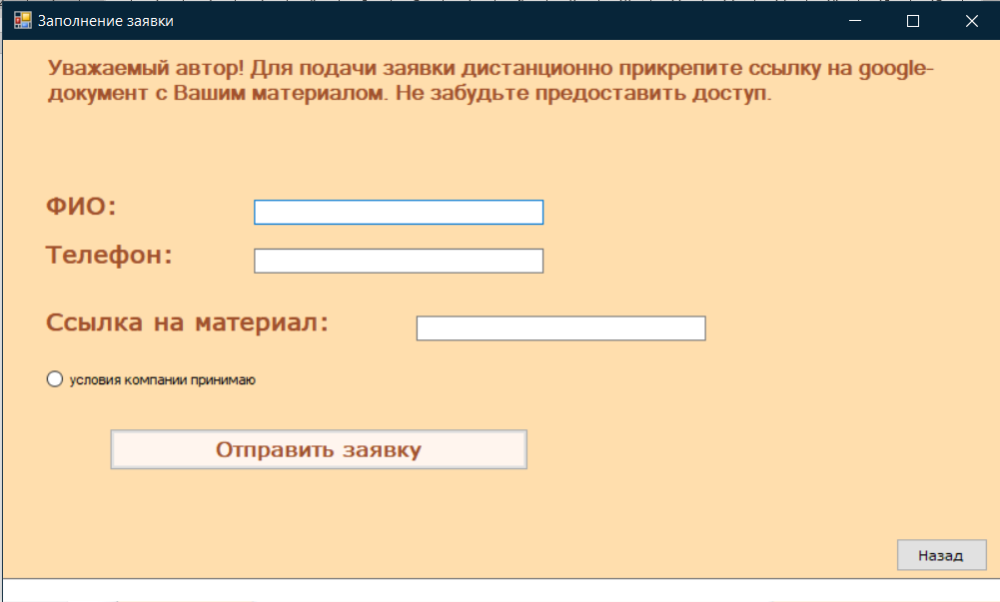 Заполнение заявки
Уважаемый автор! Для подачи заявки дистанционно прикрепите ссылку на google-
документ с Вашим материалом. Не забудьте предоставить доступ.
ФИО:
Телефон:
Ссылка на материал:
условия компании принимаю
Отправить заявку
Назад